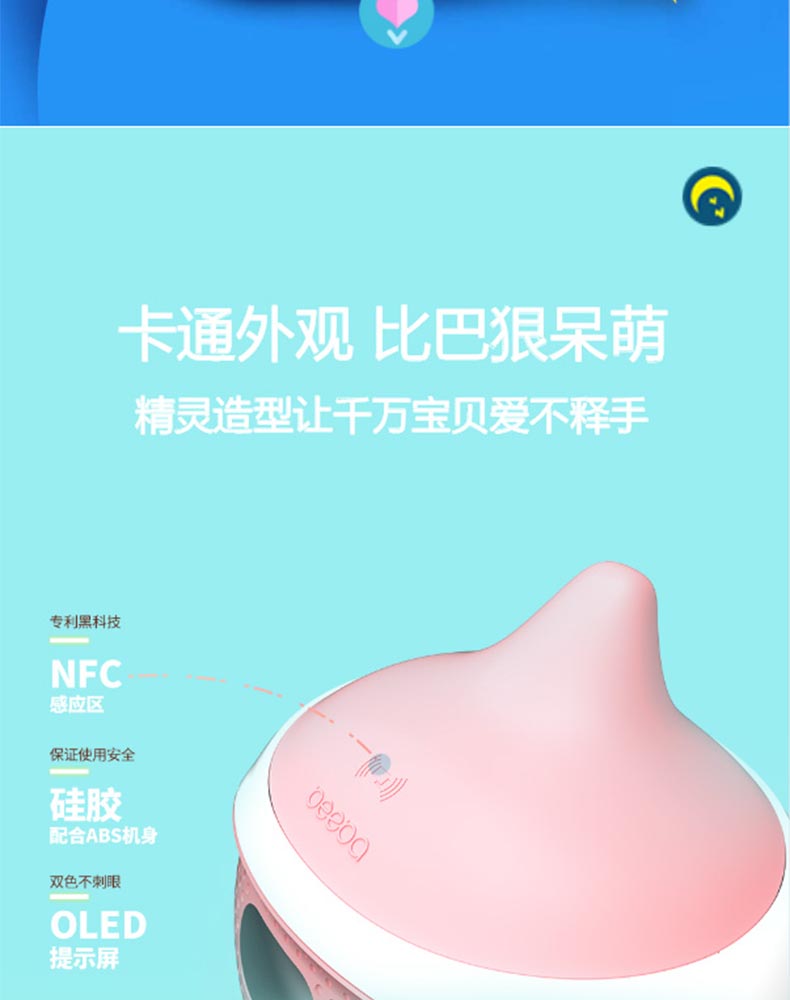 卡通外观 比巴狠呆萌
精灵造型让千万宝贝爱不释手
专利黑科技
NFC
感应区
保证使用安全
硅胶
配合ABS机身
双色不刺眼
OLED
提示屏